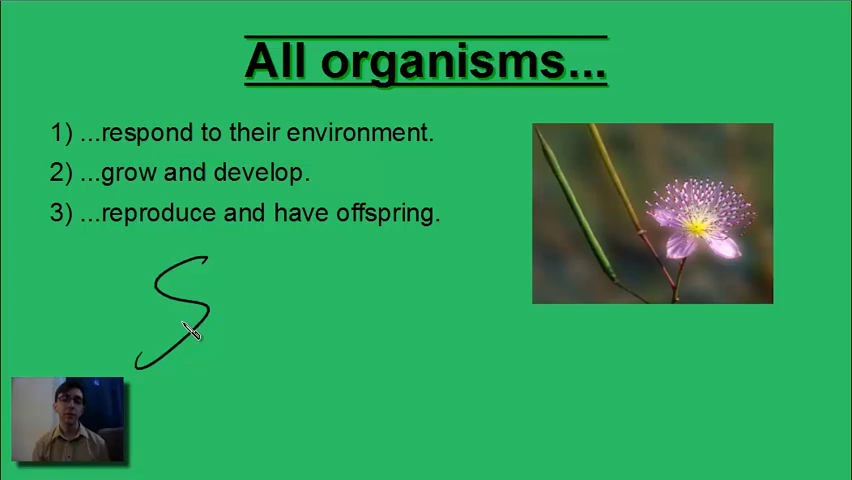 All organisms...
1) ...respond to their environment.
2) ...grow and develop.
3) ...reproduce and have offspring.
S